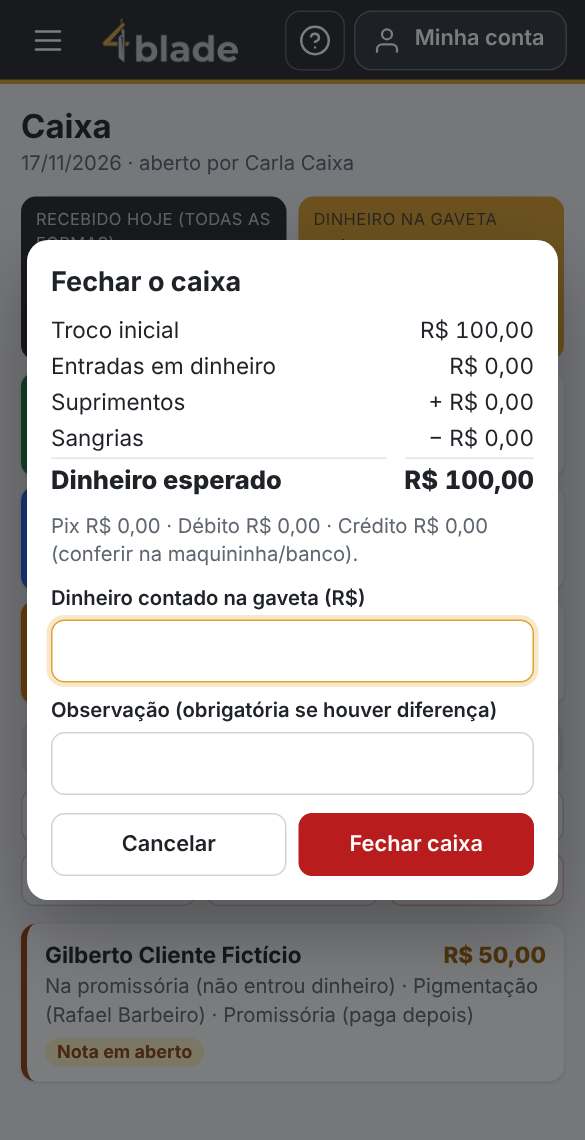 4blade
Minha conta
Caixa
17/11/2026 · aberto por Carla Caixa
RECEBIDO HOJE (TODAS AS
FORMAS)
DINHEIRO NA GAVETA
Fechar o caixa
Troco inicial R$ 100,00
Entradas em dinheiro R$ 0,00
Suprimentos + R$ 0,00
Sangrias − R$ 0,00
Dinheiro esperado R$ 100,00
Pix R$ 0,00 · Débito R$ 0,00 · Crédito R$ 0,00
(conferir na maquininha/banco).
Dinheiro contado na gaveta (R$)
Observação (obrigatória se houver diferença)
Cancelar Fechar caixa
Gilberto Cliente Fictício R$ 50,00
Na promissória (não entrou dinheiro) · Pigmentação
(Rafael Barbeiro) · Promissória (paga depois)
Nota em aberto